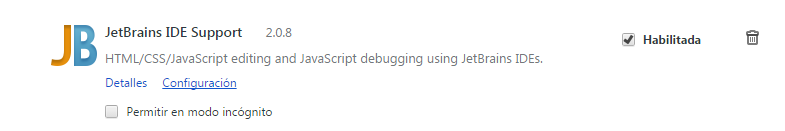 JB JetBrains IDE Support 2.0.8 Habilitada
HTML/CSS/JavaScript editing and JavaScript debugging using JetBrains IDEs.
Detalles Configuración
Permitir en modo incógnito